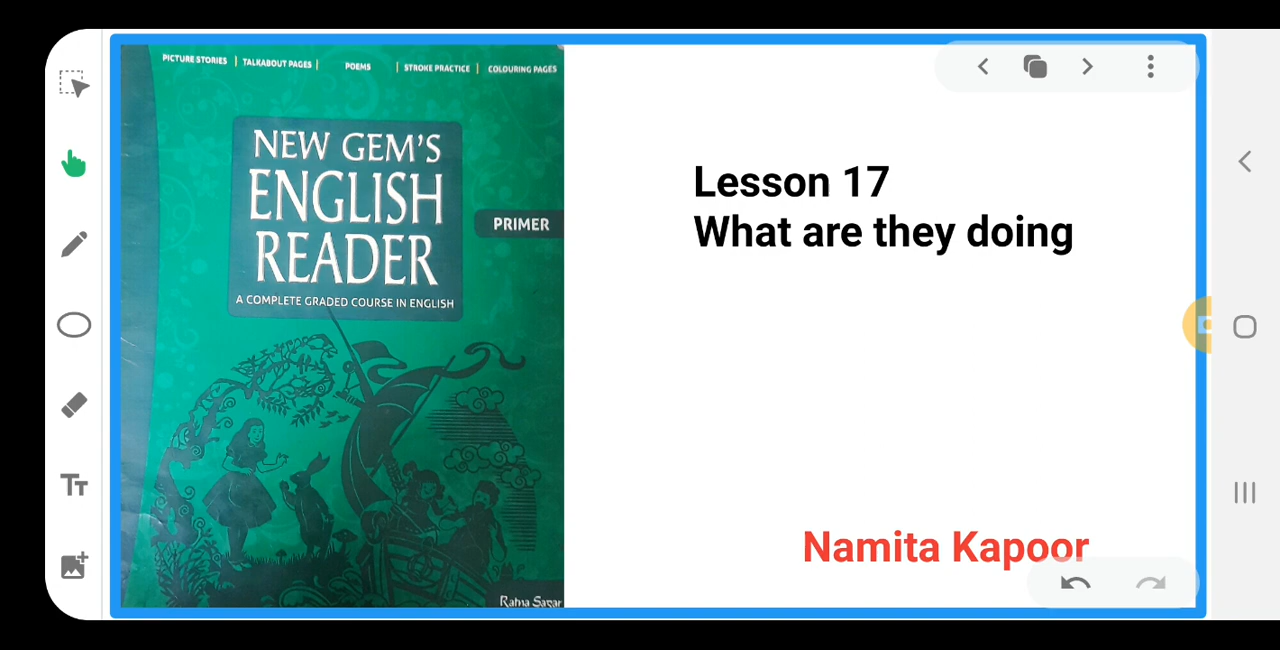 PICTURE STORIES | TALKABOUT PAGES | POEMS | STROKE PRACTICE | COLOURING PAGES
NEW GEM'S
ENGLISH
READER
PRIMER
A COMPLETE GRADED COURSE IN ENGLISH
Ratna Sagar
Lesson 17
What are they doing
Namita Kapoor
TT